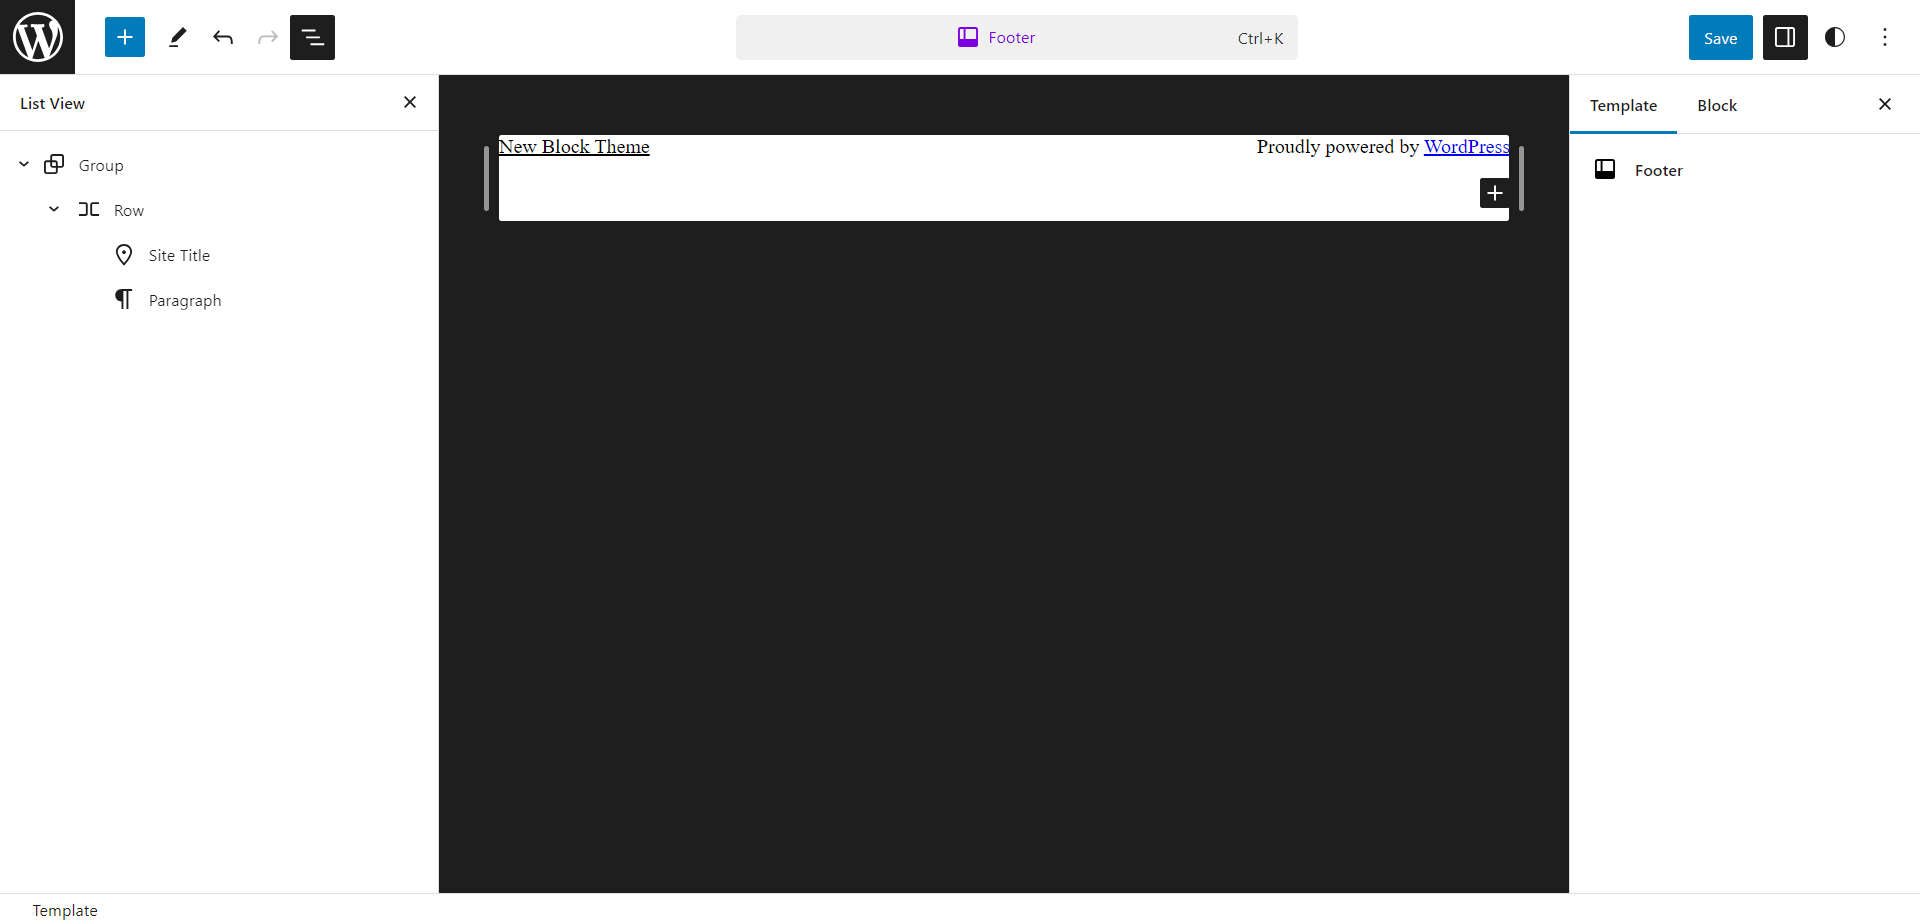 Footer
Ctrl+K
Save
List View
Group
Row
Site Title
Paragraph
New Block Theme
Proudly powered by WordPress
Template
Block
Footer
Template